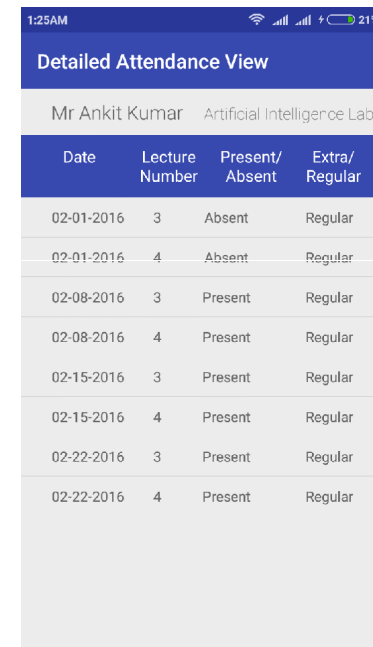 1:25AM 21
Detailed Attendance View
Mr Ankit Kumar Artificial Intelligence Lab
Date Lecture Number Present/ Absent Extra/ Regular
02-01-2016 3 Absent Regular
02-01-2016 4 Absent Regular
02-08-2016 3 Present Regular
02-08-2016 4 Present Regular
02-15-2016 3 Present Regular
02-15-2016 4 Present Regular
02-22-2016 3 Present Regular
02-22-2016 4 Present Regular